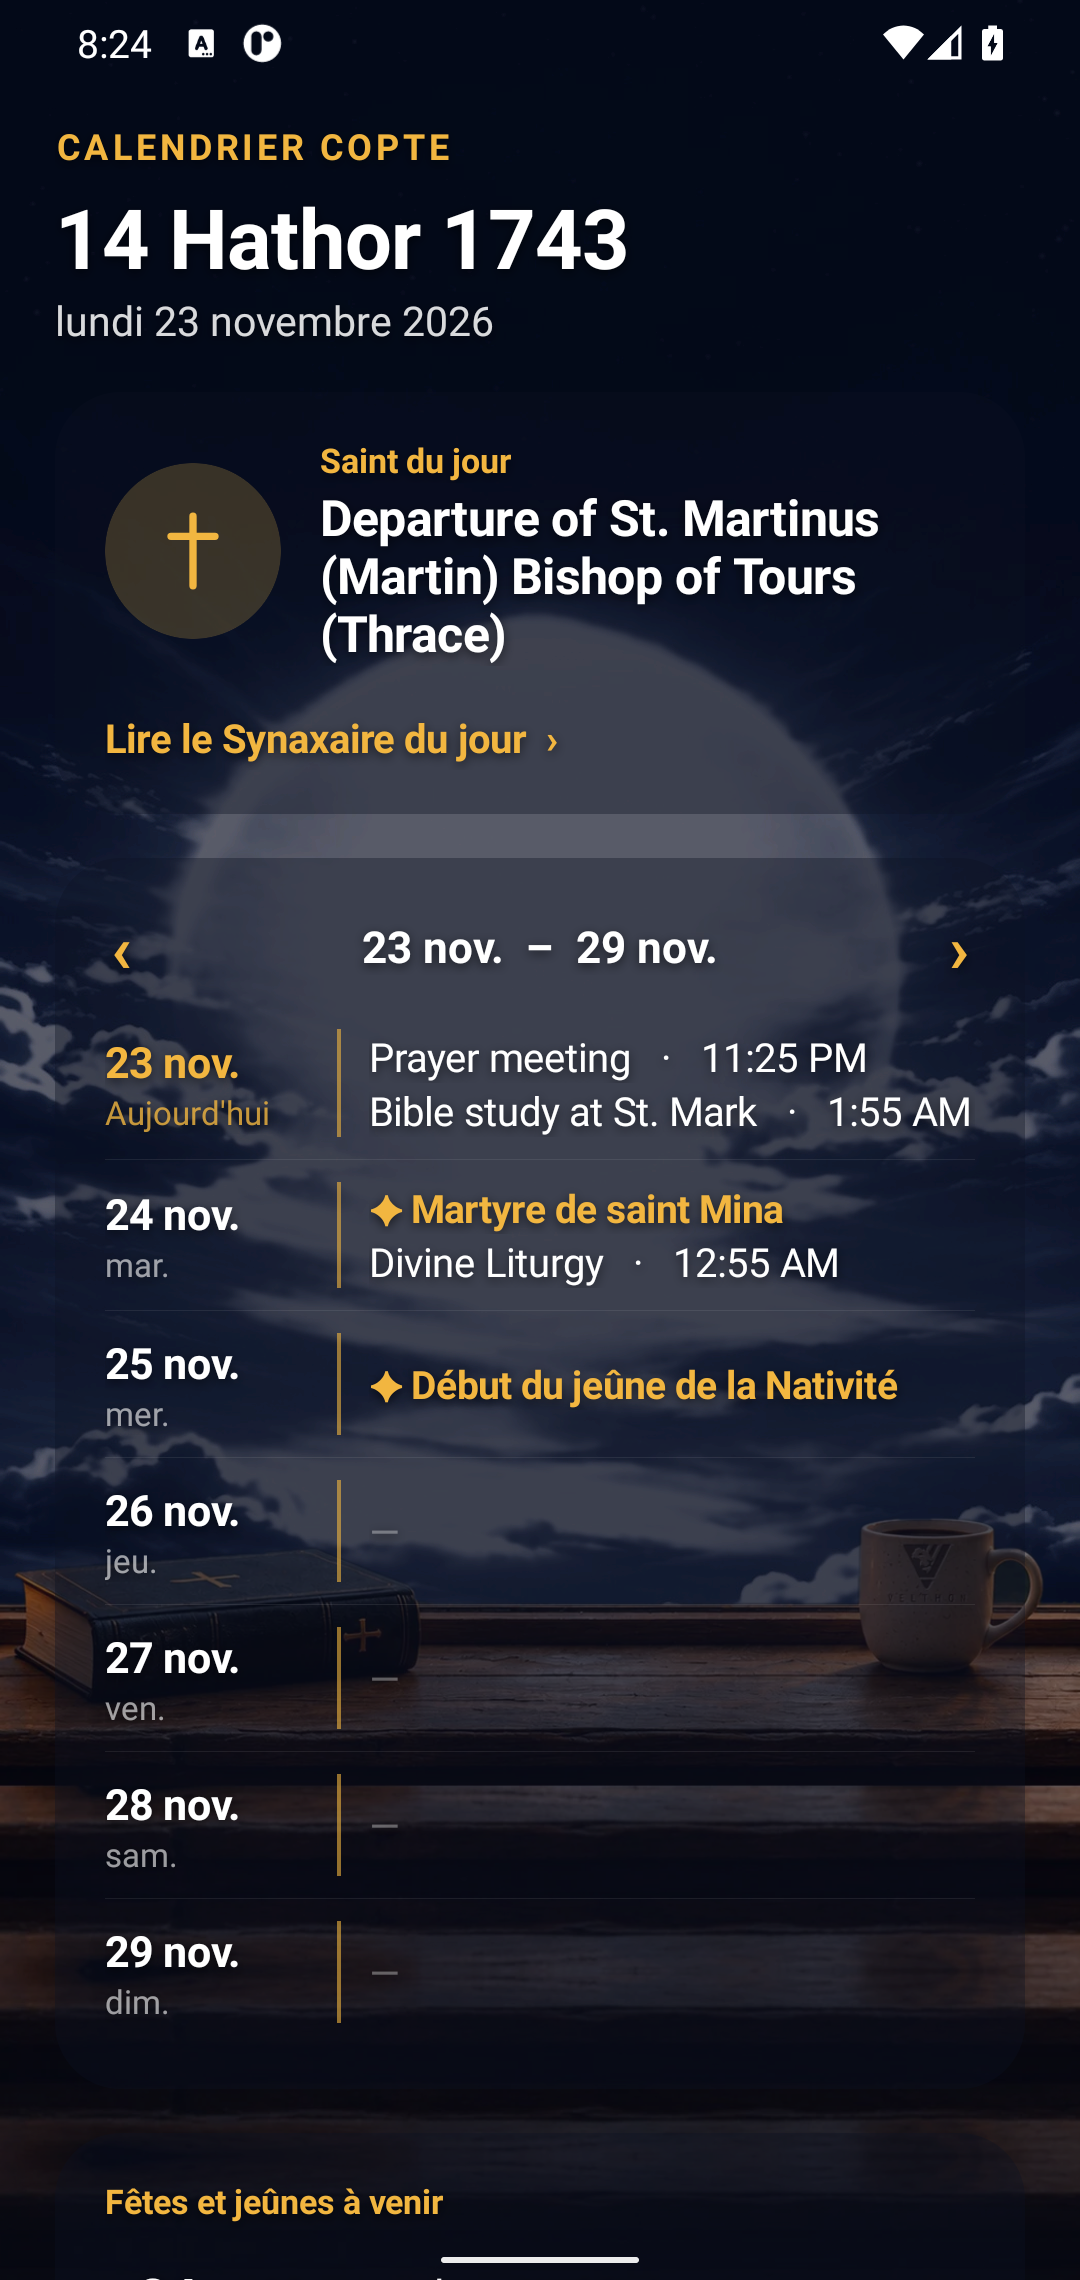 8:24
CALENDRIER COPTE
14 Hathor 1743
lundi 23 novembre 2026
Saint du jour
Departure of St. Martinus
(Martin) Bishop of Tours
(Thrace)
Lire le Synaxaire du jour ›
‹ 23 nov. – 29 nov. ›
23 nov.
Aujourd'hui
Prayer meeting · 11:25 PM
Bible study at St. Mark · 1:55 AM
24 nov.
mar.
✦ Martyre de saint Mina
Divine Liturgy · 12:55 AM
25 nov.
mer.
✦ Début du jeûne de la Nativité
26 nov.
jeu.
—
27 nov.
ven.
—
28 nov.
sam.
—
29 nov.
dim.
—
Fêtes et jeûnes à venir